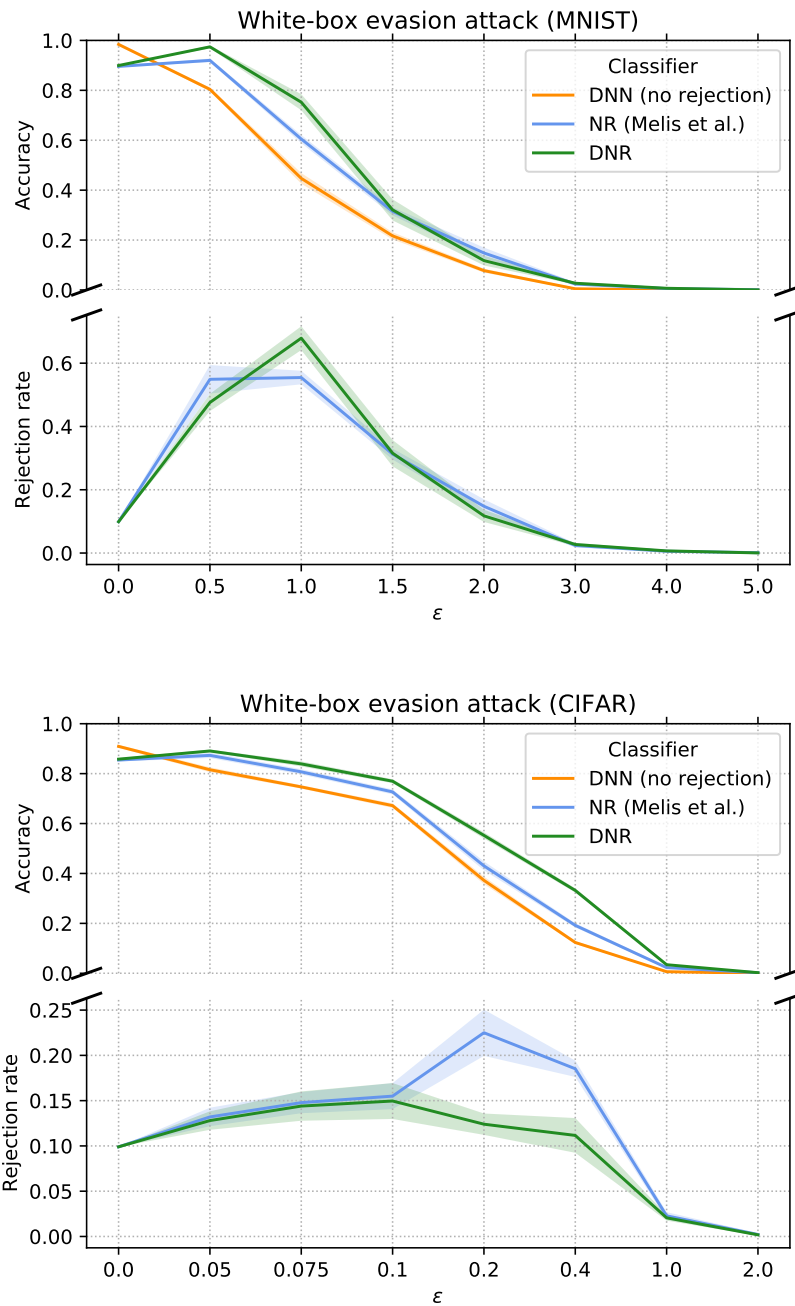 White-box evasion attack (MNIST)
1.0
0.8
0.6
0.4
0.2
0.0
Accuracy
Classifier
DNN (no rejection)
NR (Melis et al.)
DNR
0.6
0.4
0.2
0.0
Rejection rate
0.0 0.5 1.0 1.5 2.0 3.0 4.0 5.0
ε
White-box evasion attack (CIFAR)
1.0
0.8
0.6
0.4
0.2
0.0
Accuracy
Classifier
DNN (no rejection)
NR (Melis et al.)
DNR
0.25
0.20
0.15
0.10
0.05
0.00
Rejection rate
0.0 0.05 0.075 0.1 0.2 0.4 1.0 2.0
ε